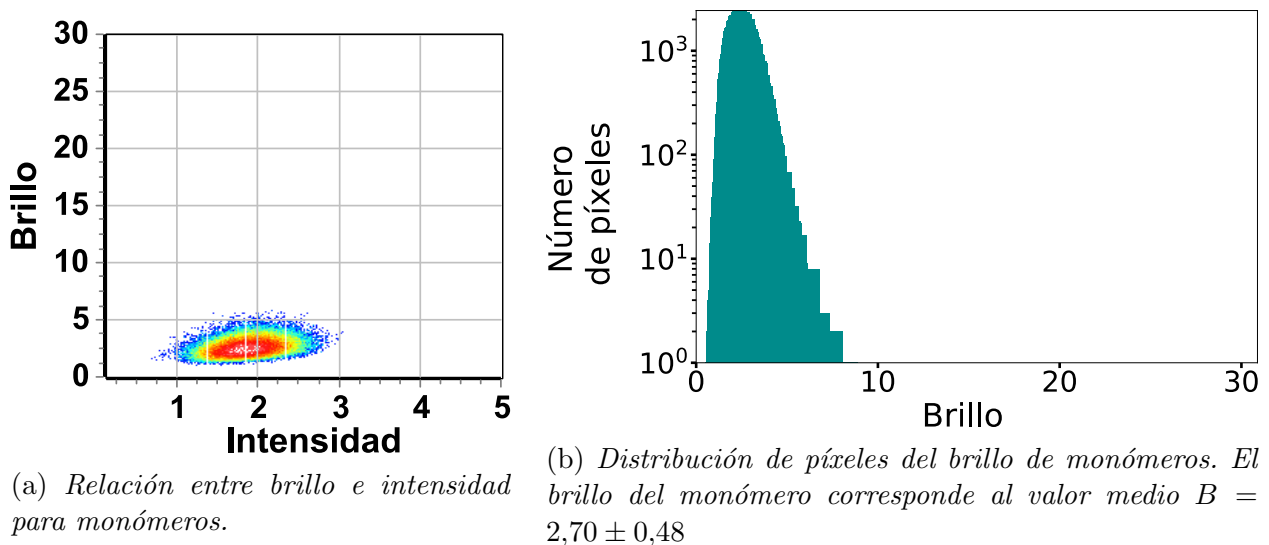 30
25
20
15
10
5
0
Brillo
1 2 3 4 5
Intensidad
(a) Relación entre brillo e intensidad
para monómeros.
10³
10²
10¹
10⁰
Número
de píxeles
0 10 20 30
Brillo
(b) Distribución de píxeles del brillo de monómeros. El
brillo del monómero corresponde al valor medio B =
2,70 ± 0,48